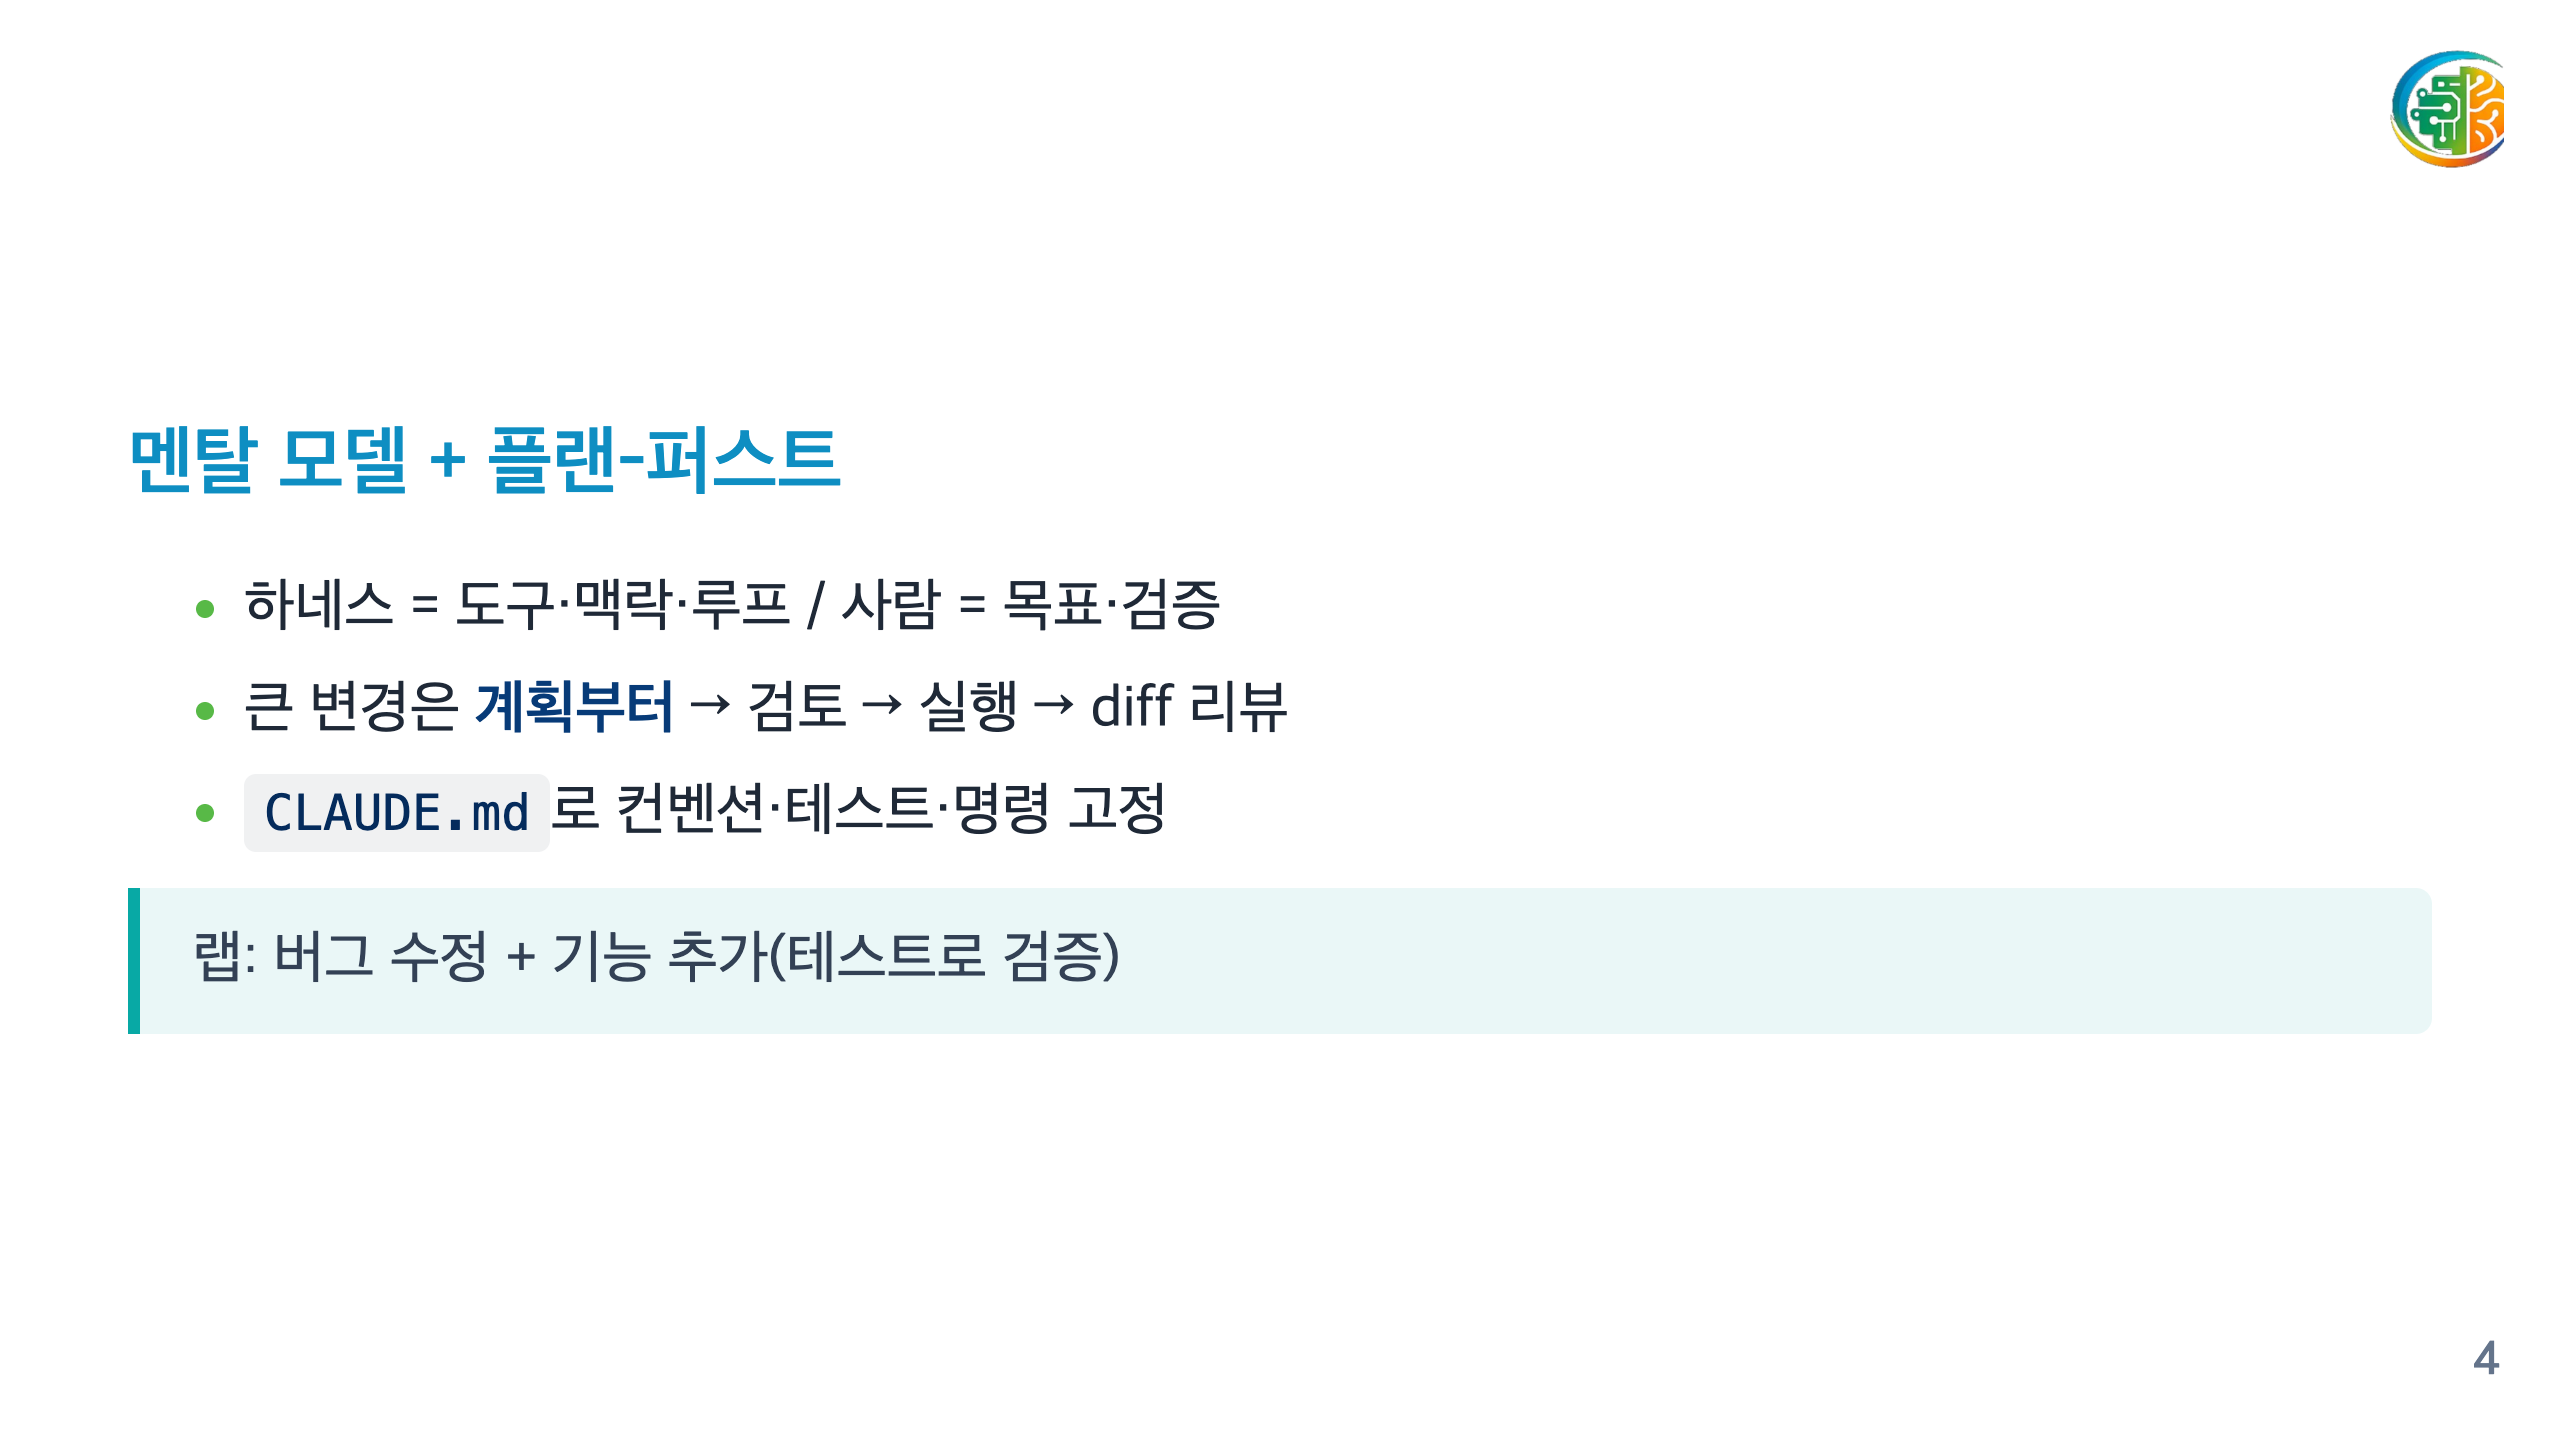 멘탈 모델 + 플랜-퍼스트
하네스 = 도구·맥락·루프 / 사람 = 목표·검증
큰 변경은 계획부터 → 검토 → 실행 → diff 리뷰
CLAUDE.md로 컨벤션·테스트·명령 고정
랩: 버그 수정 + 기능 추가(테스트로 검증)
4